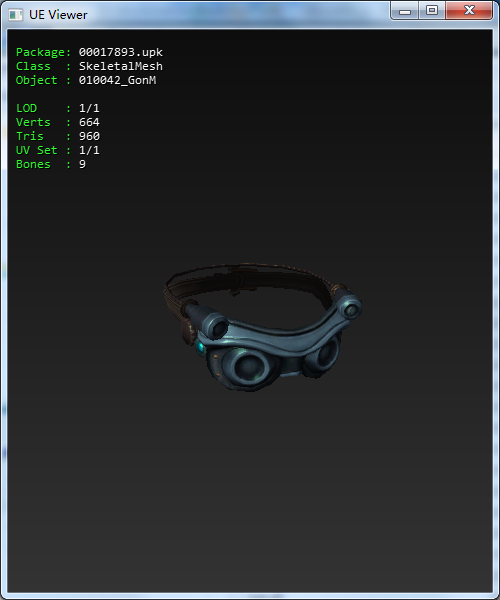 UE Viewer
Package: 00017893.upk
Class : SkeletalMesh
Object : 010042_GonM
LOD : 1/1
Verts : 664
Tris : 960
UV Set : 1/1
Bones : 9